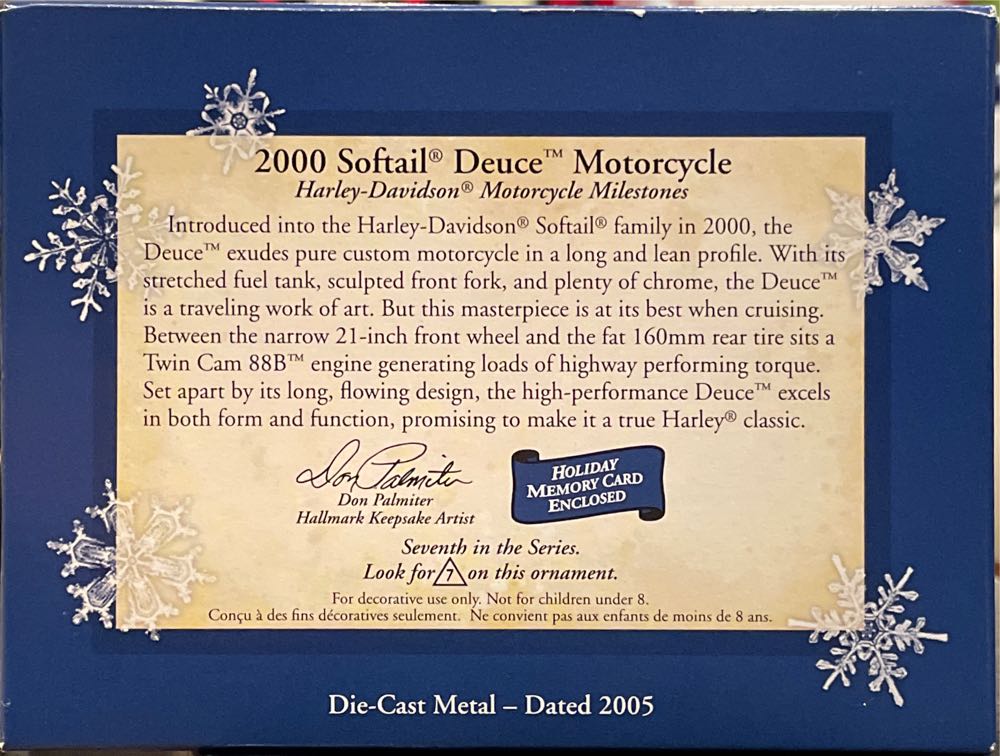 2000 Softail® Deuce™ Motorcycle
Harley-Davidson® Motorcycle Milestones
Introduced into the Harley-Davidson® Softail® family in 2000, the
Deuce™ exudes pure custom motorcycle in a long and lean profile. With its
stretched fuel tank, sculpted front fork, and plenty of chrome, the Deuce™
is a traveling work of art. But this masterpiece is at its best when cruising.
Between the narrow 21-inch front wheel and the fat 160mm rear tire sits a
Twin Cam 88B™ engine generating loads of highway performing torque.
Set apart by its long, flowing design, the high-performance Deuce™ excels
in both form and function, promising to make it a true Harley® classic.
Don Palmiter
Don Palmiter
Hallmark Keepsake Artist
HOLIDAY
MEMORY CARD
ENCLOSED
Seventh in the Series.
Look for 7 on this ornament.
For decorative use only. Not for children under 8.
Conçu à des fins décoratives seulement. Ne convient pas aux enfants de moins de 8 ans.
Die-Cast Metal – Dated 2005